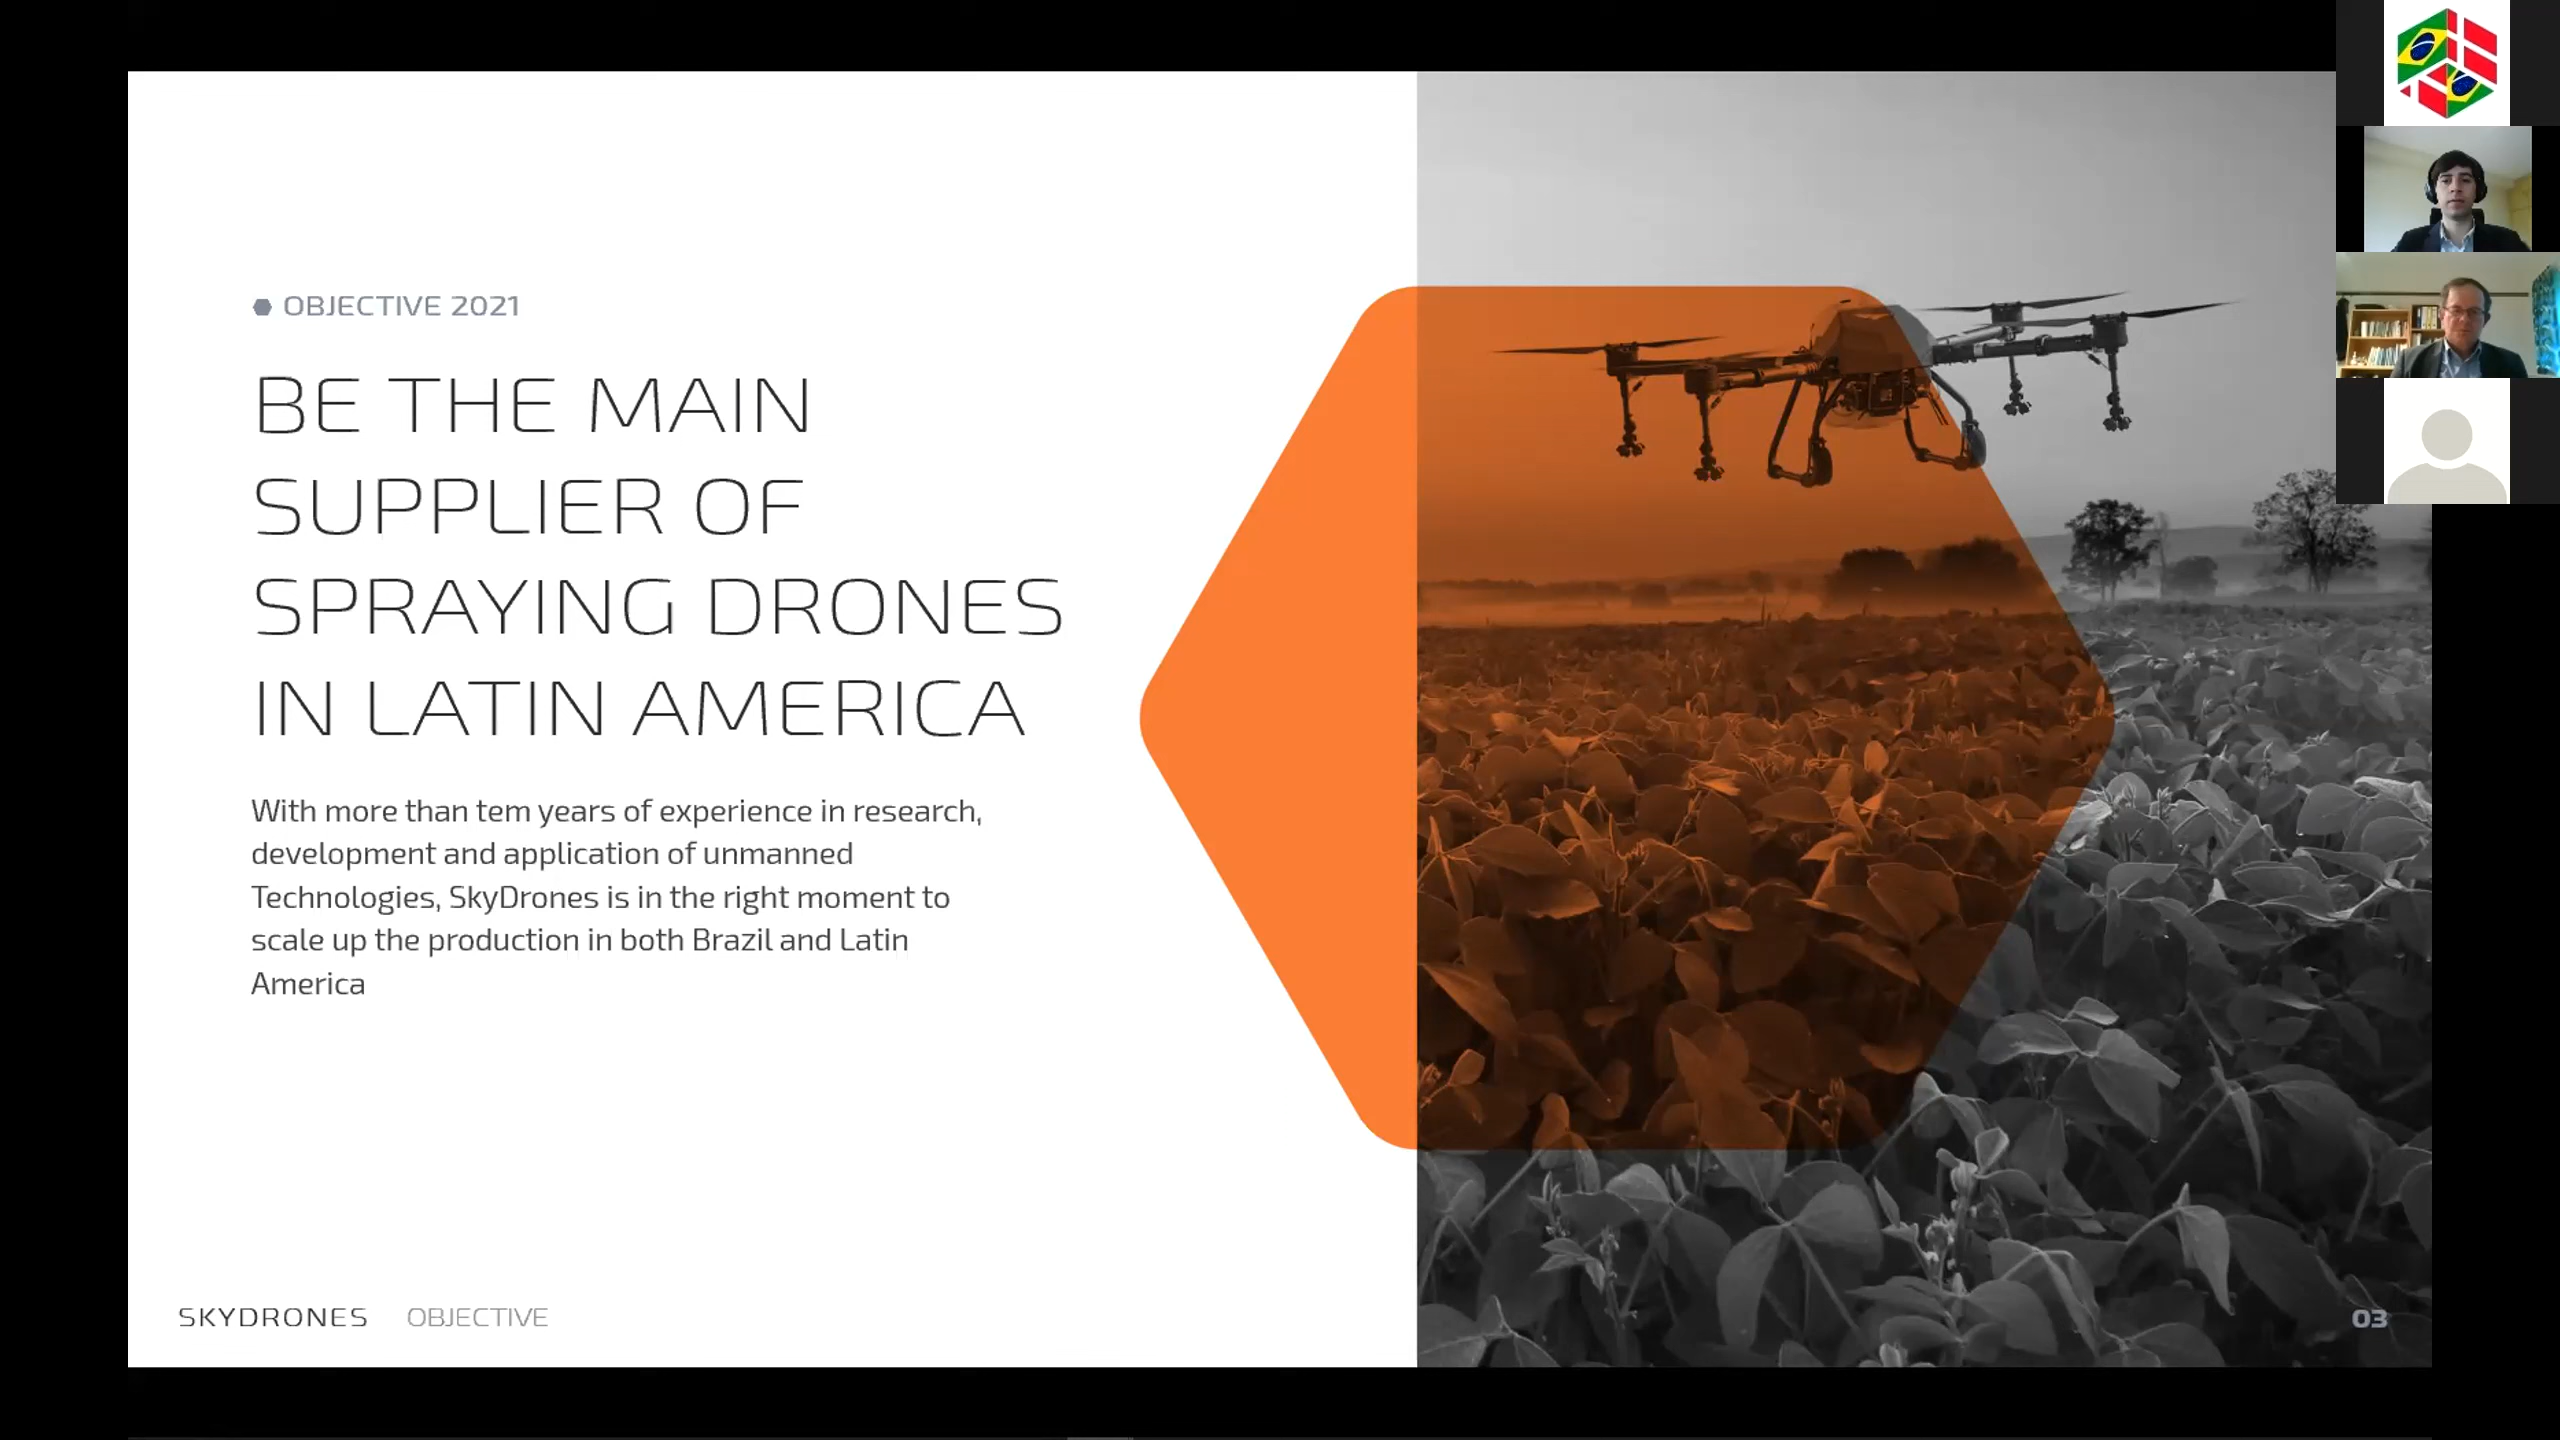 OBJECTIVE 2021
BE THE MAIN
SUPPLIER OF
SPRAYING DRONES
IN LATIN AMERICA
With more than tem years of experience in research,
development and application of unmanned
Technologies, SkyDrones is in the right moment to
scale up the production in both Brazil and Latin
America
SKYDRONES OBJECTIVE
03